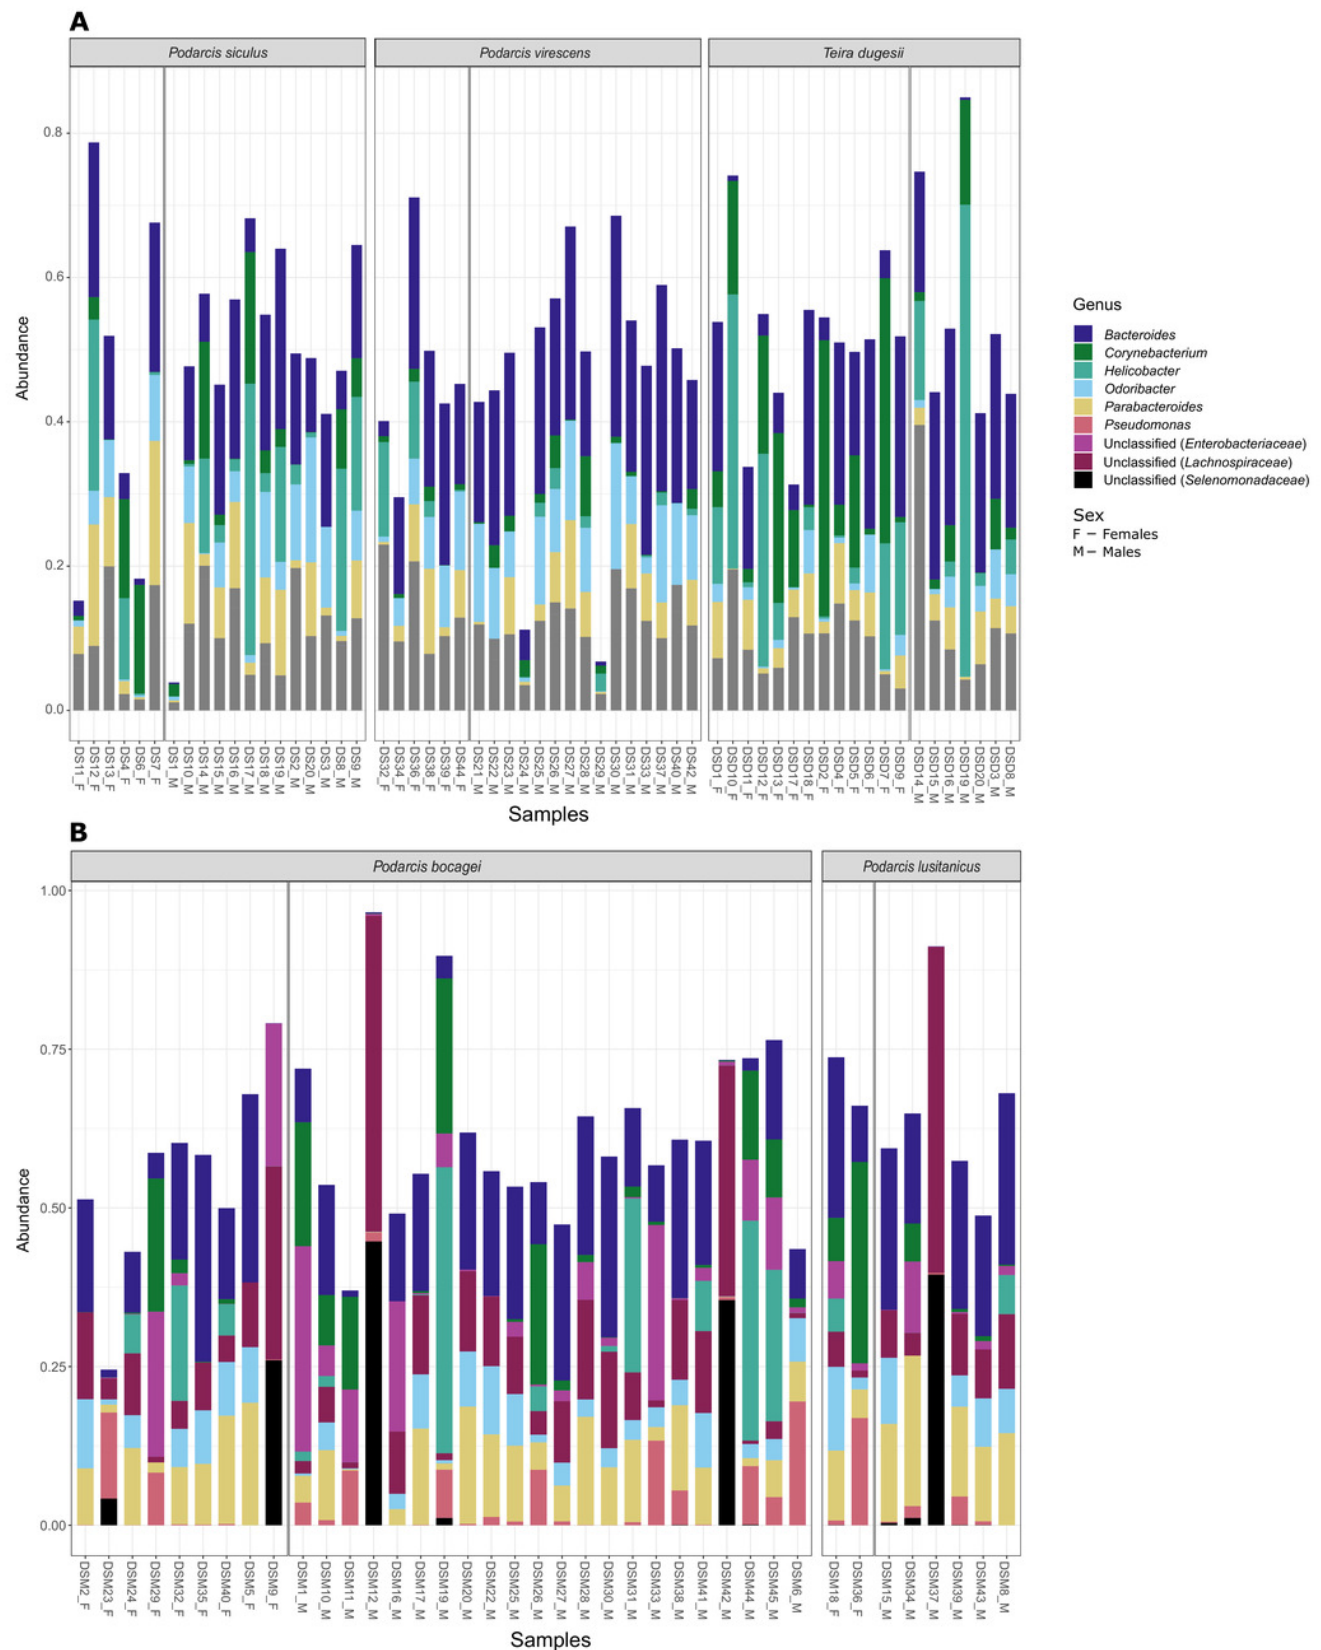 A
Podarcis siculus
Podarcis virescens
Teira dugesii
0.8
0.6
0.4
0.2
0.0
Abundance
DS11_F
DS12_F
DS13_F
DS4_F
DS6_F
DS7_F
DS1_M
DS10_M
DS14_M
DS15_M
DS16_M
DS17_M
DS18_M
DS19_M
DS2_M
DS20_M
DS3_M
DS8_M
DS9_M
DS32_F
DS34_F
DS36_F
DS38_F
DS39_F
DS44_F
DS21_M
DS22_M
DS23_M
DS24_M
DS25_M
DS26_M
DS27_M
DS28_M
DS29_M
DS30_M
DS31_M
DS33_M
DS37_M
DS40_M
DS42_M
DSD1_F
DSD10_F
DSD11_F
DSD12_F
DSD13_F
DSD17_F
DSD18_F
DSD2_F
DSD4_F
DSD5_F
DSD6_F
DSD7_F
DSD9_F
DSD14_M
DSD15_M
DSD16_M
DSD19_M
DSD20_M
DSD3_M
DSD8_M
Samples
Genus
Bacteroides
Corynebacterium
Helicobacter
Odoribacter
Parabacteroides
Pseudomonas
Unclassified (Enterobacteriaceae)
Unclassified (Lachnospiraceae)
Unclassified (Selenomonadaceae)
Sex
F – Females
M – Males
B
Podarcis bocagei
Podarcis lusitanicus
1.00
0.75
0.50
0.25
0.00
Abundance
DSM2_F
DSM23_F
DSM24_F
DSM29_F
DSM32_F
DSM35_F
DSM40_F
DSM5_F
DSM9_F
DSM1_M
DSM10_M
DSM11_M
DSM12_M
DSM16_M
DSM17_M
DSM19_M
DSM20_M
DSM22_M
DSM25_M
DSM26_M
DSM27_M
DSM28_M
DSM30_M
DSM31_M
DSM33_M
DSM38_M
DSM41_M
DSM42_M
DSM44_M
DSM45_M
DSM6_M
DSM18_F
DSM36_F
DSM15_M
DSM34_M
DSM37_M
DSM39_M
DSM43_M
DSM8_M
Samples